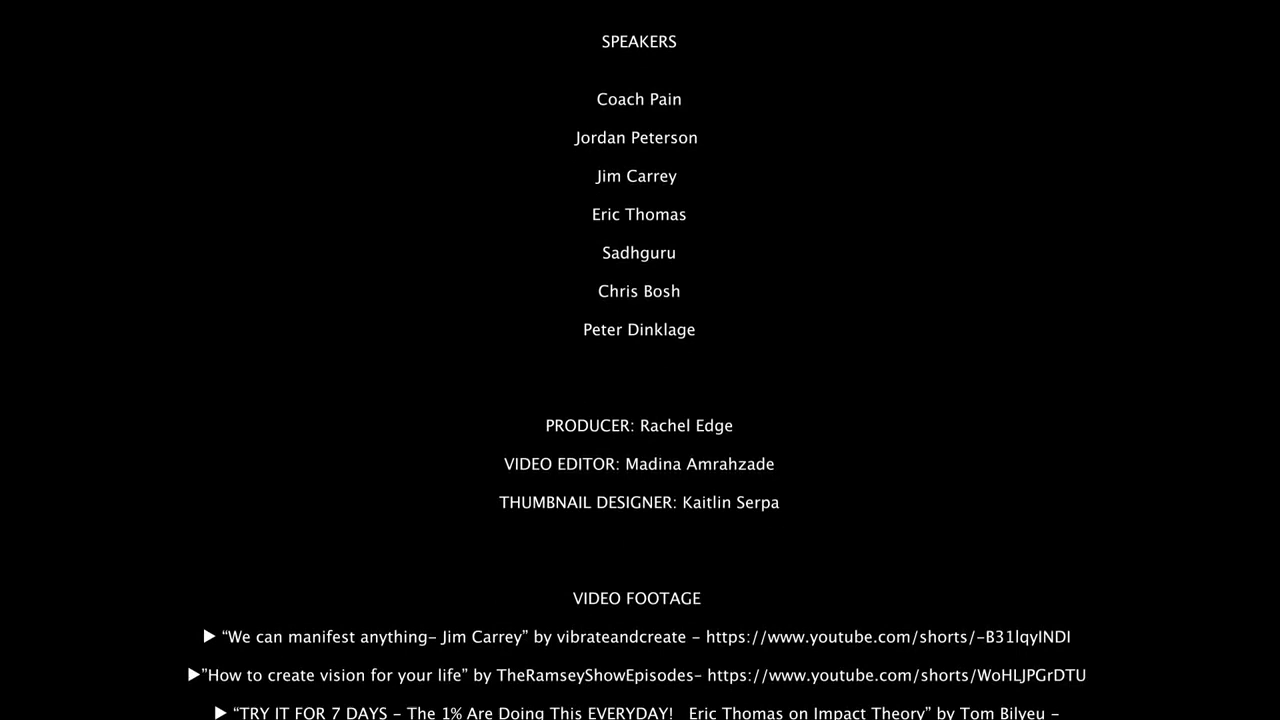 SPEAKERS
Coach Pain
Jordan Peterson
Jim Carrey
Eric Thomas
Sadhguru
Chris Bosh
Peter Dinklage
PRODUCER: Rachel Edge
VIDEO EDITOR: Madina Amrahzade
THUMBNAIL DESIGNER: Kaitlin Serpa
VIDEO FOOTAGE
▶ “We can manifest anything– Jim Carrey” by vibrateandcreate – https://www.youtube.com/shorts/–B31lqyINDI
▶”How to create vision for your life” by TheRamseyShowEpisodes– https://www.youtube.com/shorts/WoHLJPGrDTU
▶ “TRY IT FOR 7 DAYS – The 1% Are Doing This EVERYDAY!   Eric Thomas on Impact Theory” by Tom Bilyeu –